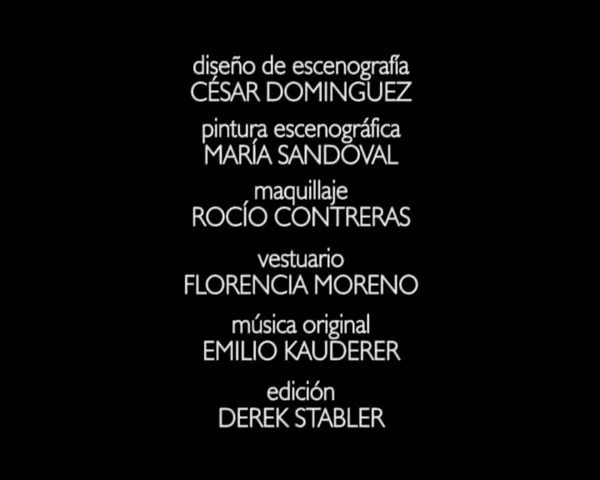 diseño de escenografía
CÉSAR DOMINGUEZ
pintura escenográfica
MARÍA SANDOVAL
maquillaje
ROCÍO CONTRERAS
vestuario
FLORENCIA MORENO
música original
EMILIO KAUDERER
edición
DEREK STABLER